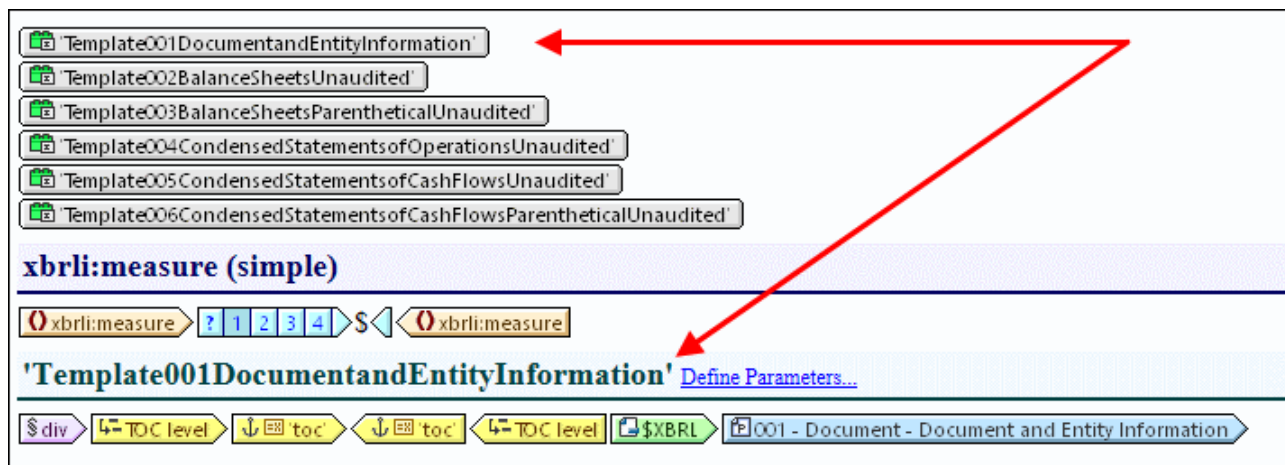 'Template001DocumentandEntityInformation'
'Template002BalanceSheetsUnaudited'
'Template003BalanceSheetsParentheticalUnaudited'
'Template004CondensedStatementsofOperationsUnaudited'
'Template005CondensedStatementsofCashFlowsUnaudited'
'Template006CondensedStatementsofCashFlowsParentheticalUnaudited'
xbrli:measure (simple)
() xbrli:measure ? 1 2 3 4 $ () xbrli:measure
'Template001DocumentandEntityInformation' Define Parameters...
§ div TOC level 'toc' 'toc' TOC level $XBRL 001 - Document - Document and Entity Information